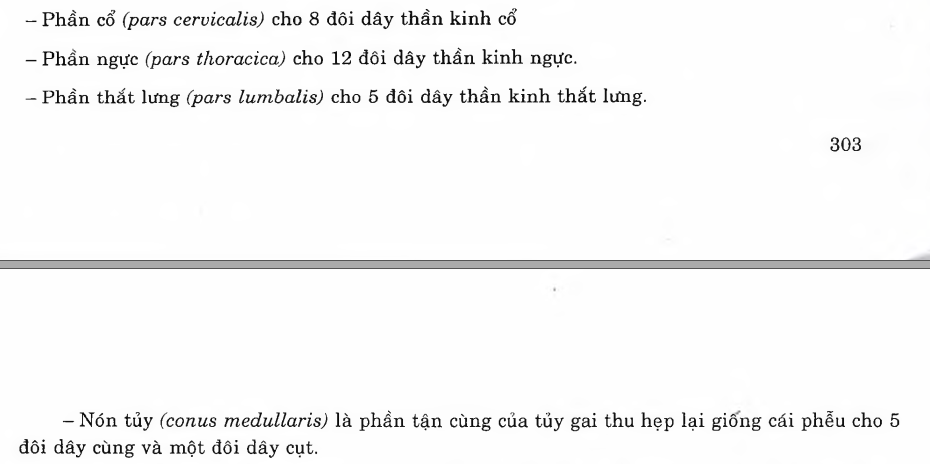 – Phần cổ (pars cervicalis) cho 8 đôi dây thần kinh cổ
– Phần ngực (pars thoracica) cho 12 đôi dây thần kinh ngực.
– Phần thắt lưng (pars lumbalis) cho 5 đôi dây thần kinh thắt lưng.
303
– Nón tủy (conus medullaris) là phần tận cùng của tủy gai thu hẹp lại giống cái phễu cho 5
đôi dây cùng và một đôi dây cụt.